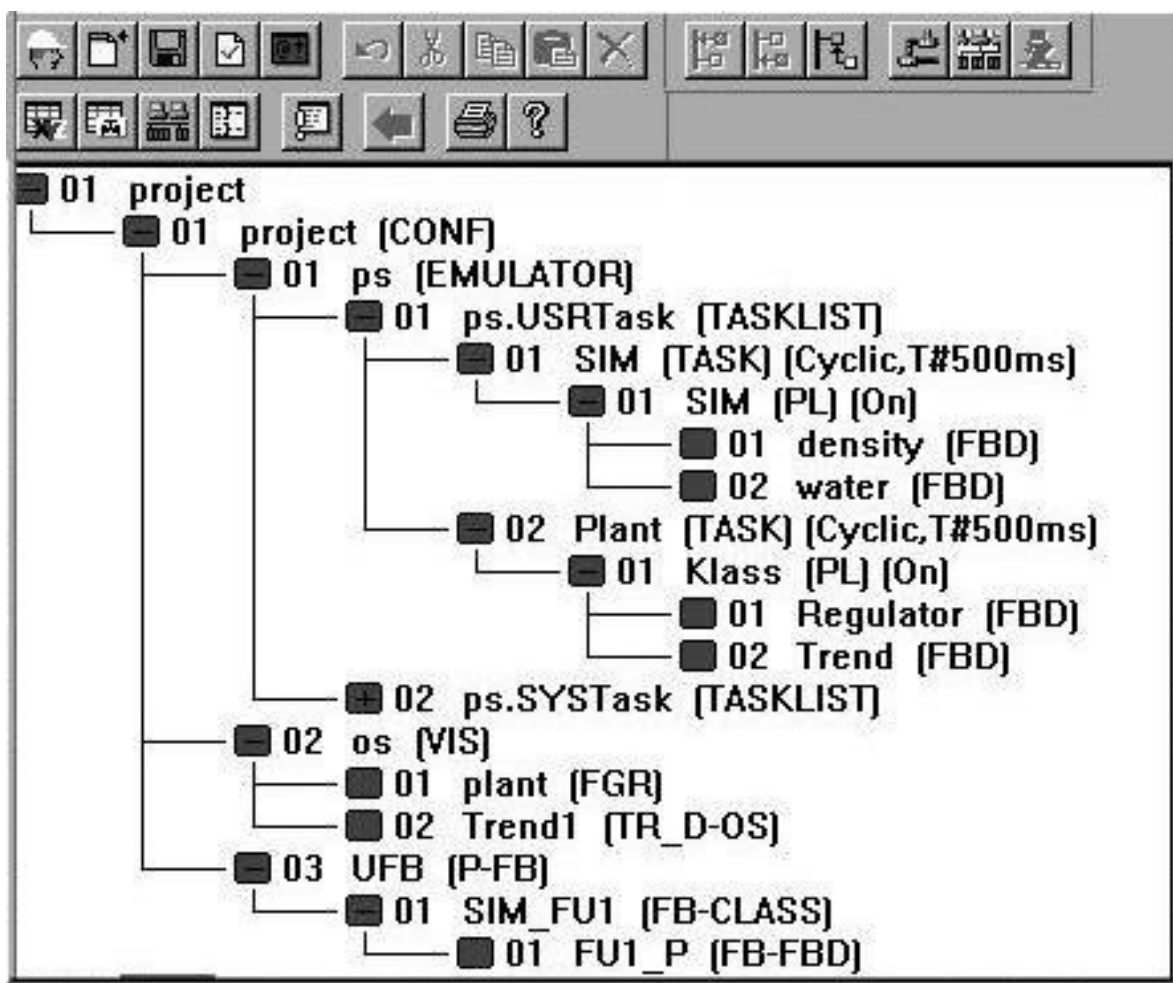 01 project
01 project (CONF)
01 ps (EMULATOR)
01 ps.USRTask (TASKLIST)
01 SIM (TASK) (Cyclic,T#500ms)
01 SIM (PL) (On)
01 density (FBD)
02 water (FBD)
02 Plant (TASK) (Cyclic,T#500ms)
01 Klass (PL) (On)
01 Regulator (FBD)
02 Trend (FBD)
02 ps.SYSTask (TASKLIST)
02 os (VIS)
01 plant (FGR)
02 Trend1 (TR_D-OS)
03 UFB (P-FB)
01 SIM_FU1 (FB-CLASS)
01 FU1_P (FB-FBD)